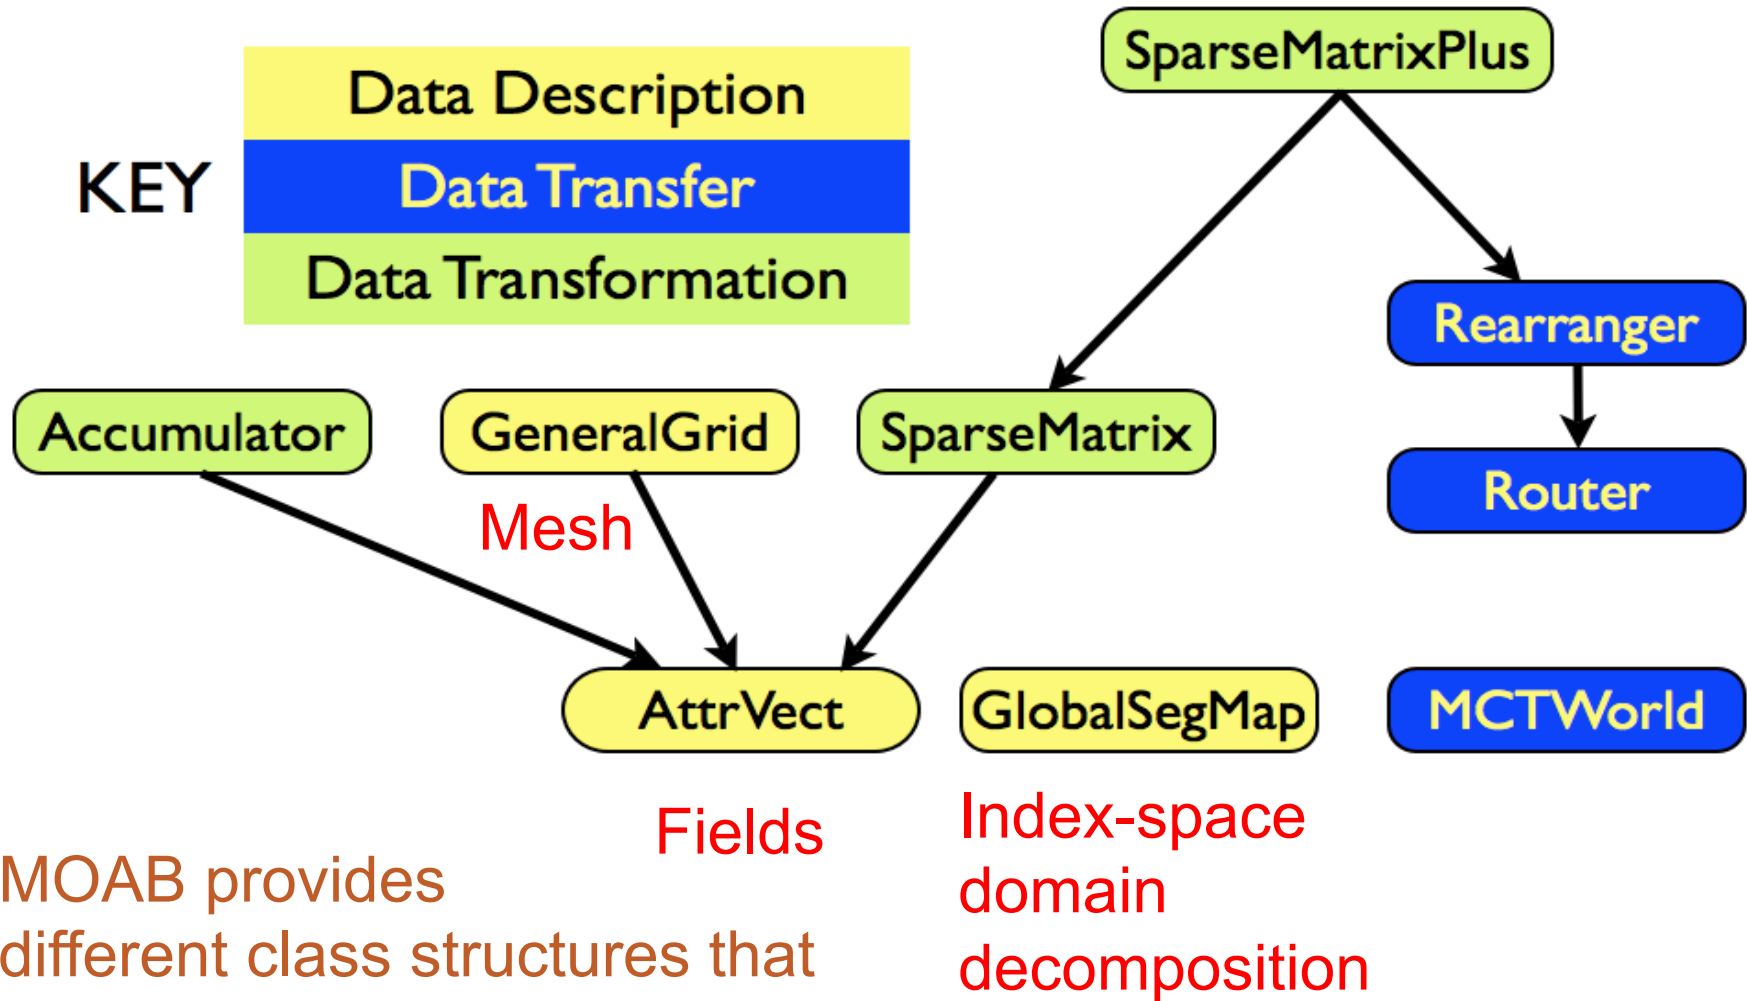 SparseMatrixPlus
Data Description
KEY
Data Transfer
Data Transformation
Rearranger
Accumulator
GeneralGrid
SparseMatrix
Router
Mesh
AttrVect
GlobalSegMap
MCTWorld
Fields
Index-space
domain
decomposition
MOAB provides
different class structures that